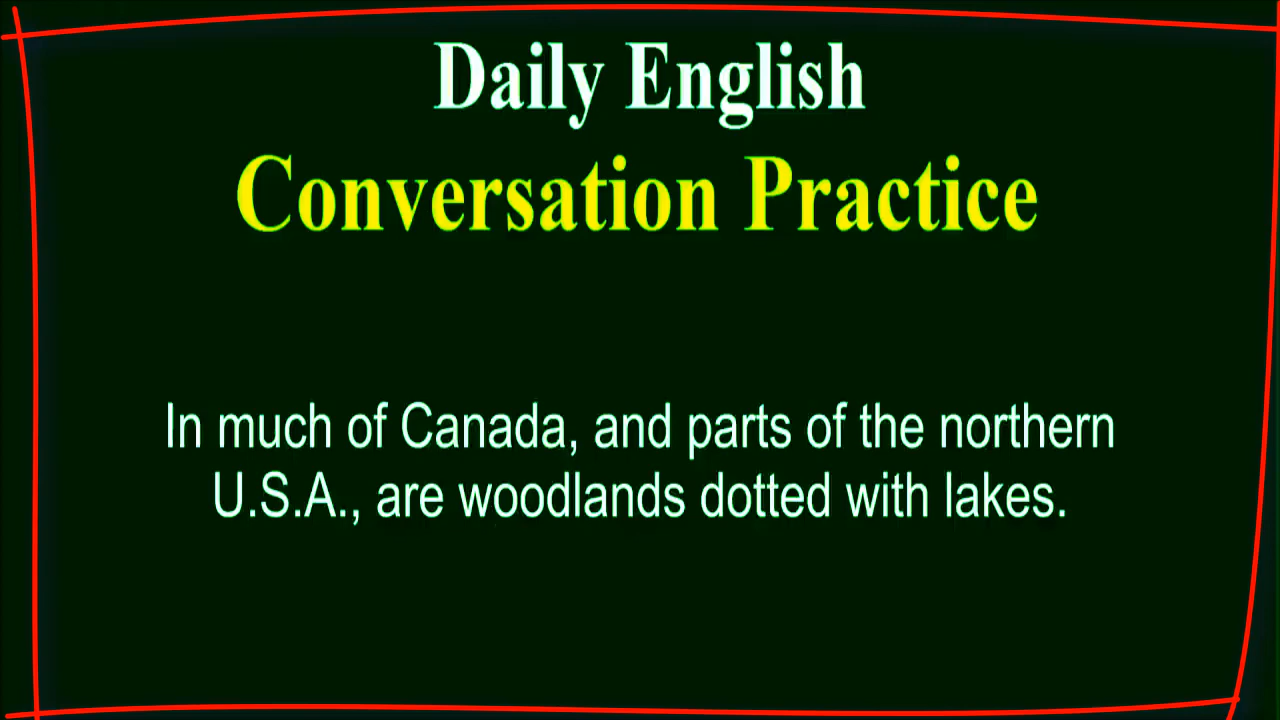 Daily English
Conversation Practice
In much of Canada, and parts of the northern
U.S.A., are woodlands dotted with lakes.